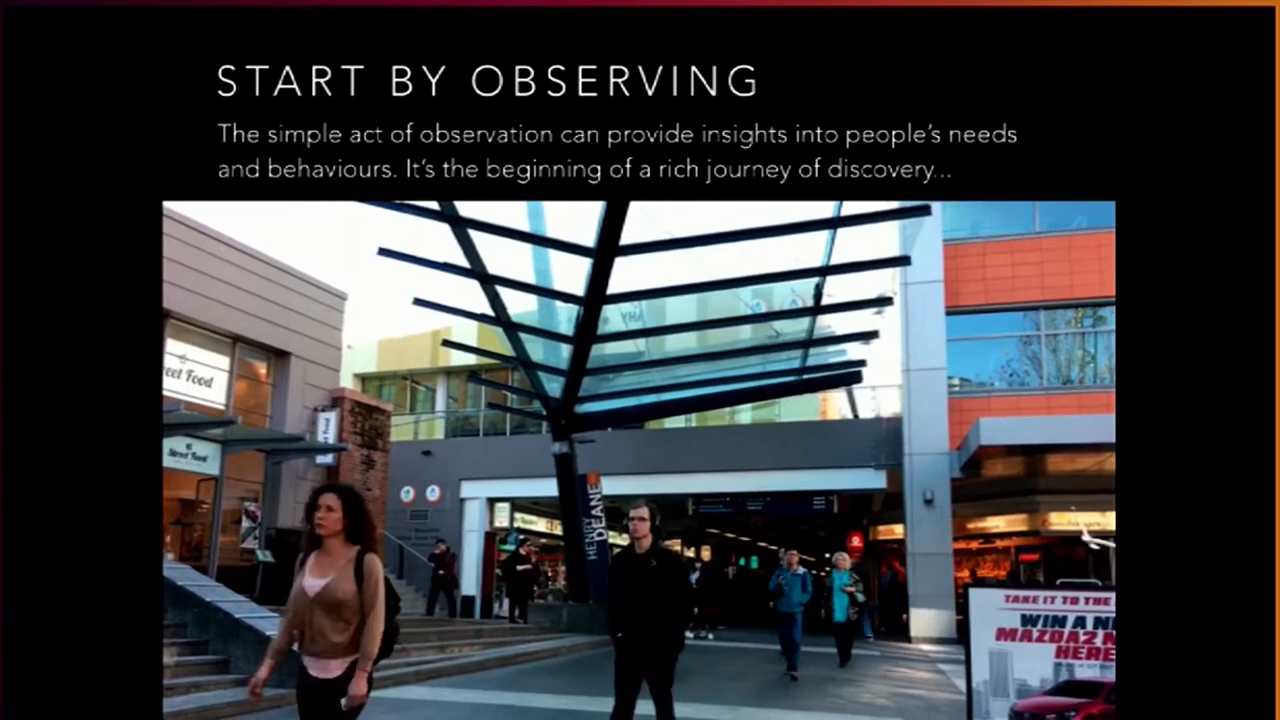 START BY OBSERVING
The simple act of observation can provide insights into people's needs
and behaviours. It's the beginning of a rich journey of discovery...
eet Food
Street Food
HENRY
DEANE
TAKE IT TO THE
WIN A N
MAZDA2 N
HERE